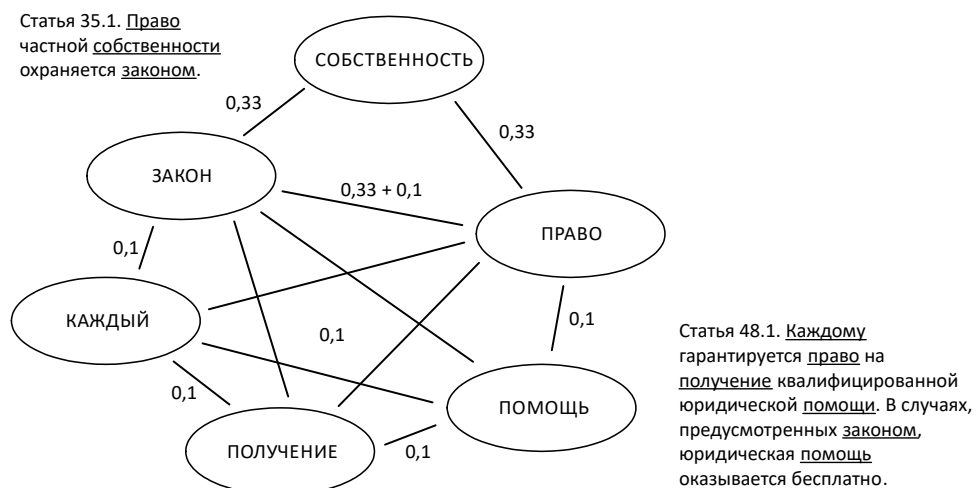 Статья 35.1. Право
частной собственности
охраняется законом.
СОБСТВЕННОСТЬ
0,33
0,33
ЗАКОН
0,33 + 0,1
ПРАВО
0,1
КАЖДЫЙ
0,1
0,1
0,1
ПОМОЩЬ
ПОЛУЧЕНИЕ
0,1
Статья 48.1. Каждому
гарантируется право на
получение квалифицированной
юридической помощи. В случаях,
предусмотренных законом,
юридическая помощь
оказывается бесплатно.